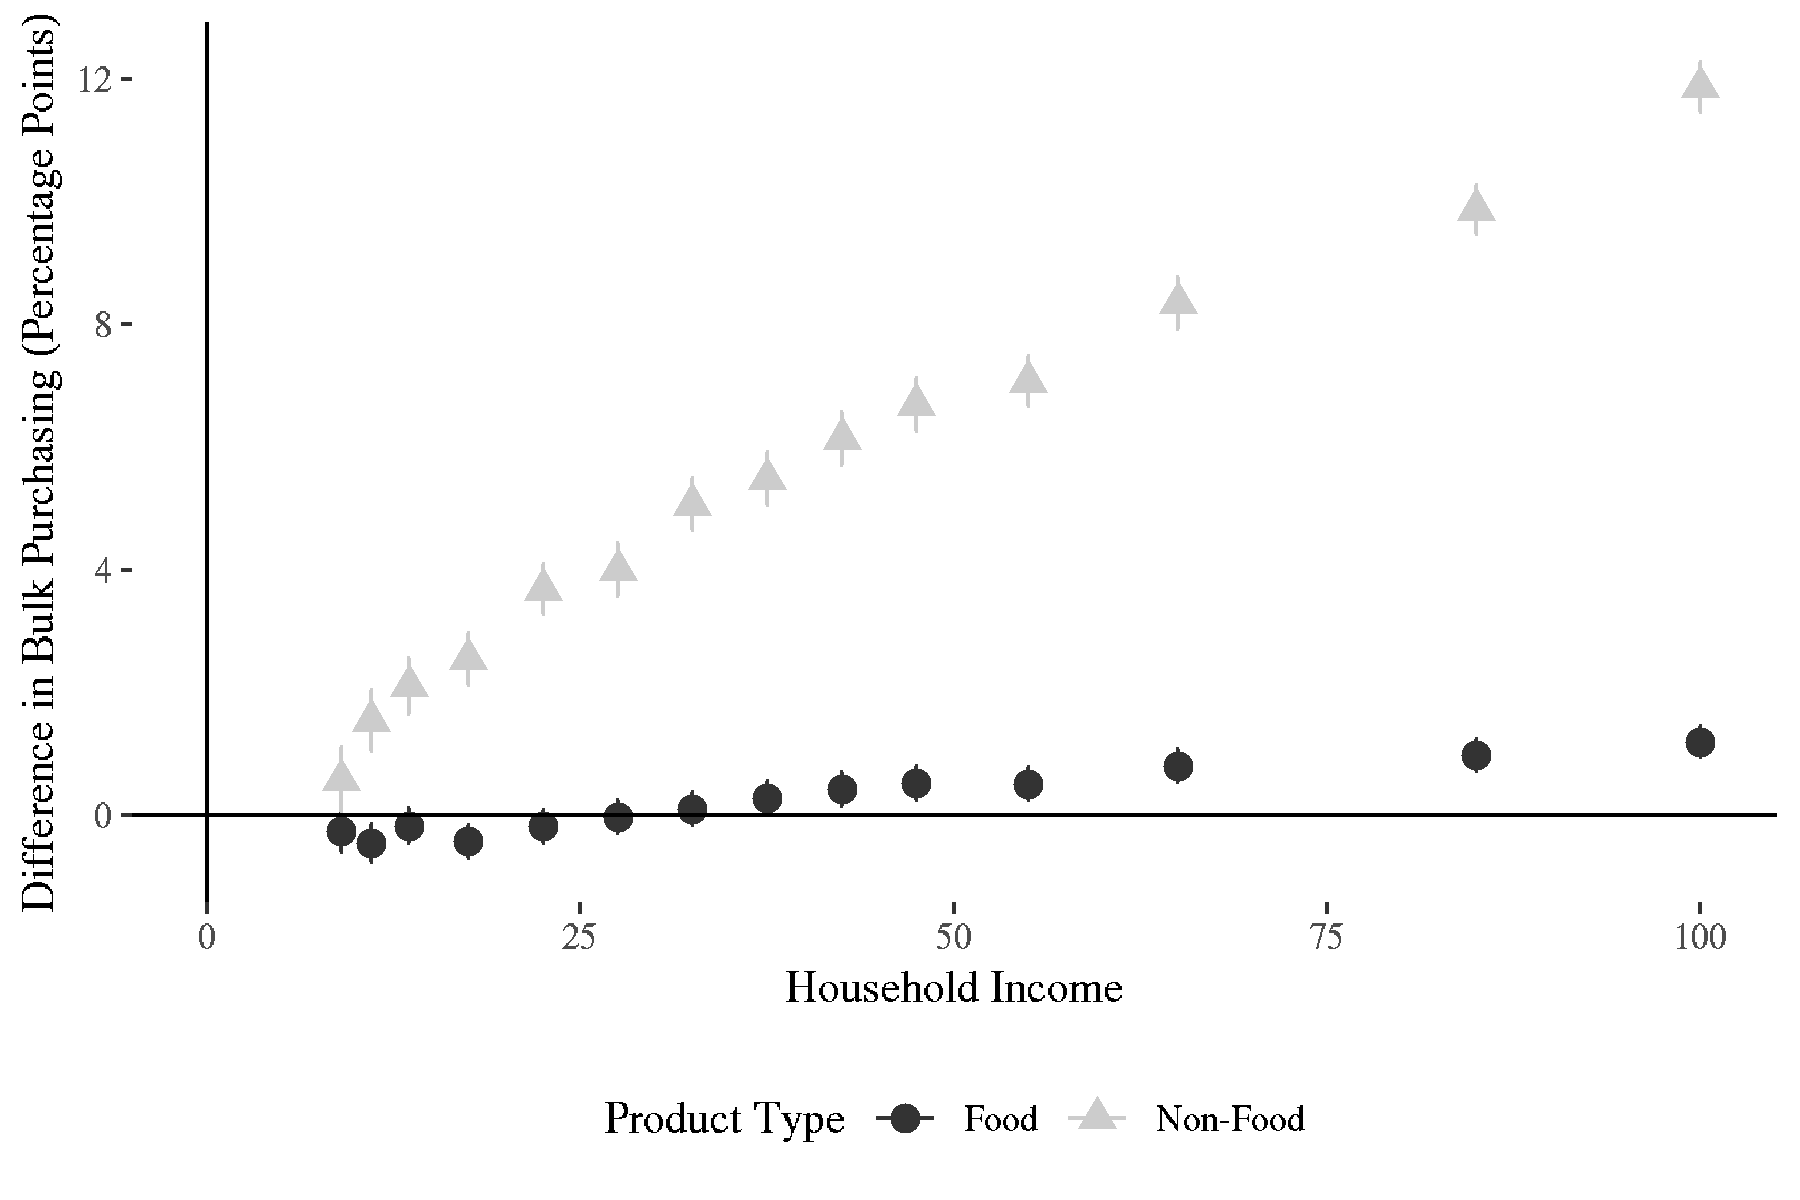 Difference in Bulk Purchasing (Percentage Points)
12
8
4
0
0 25 50 75 100
Household Income
Product Type Food Non-Food